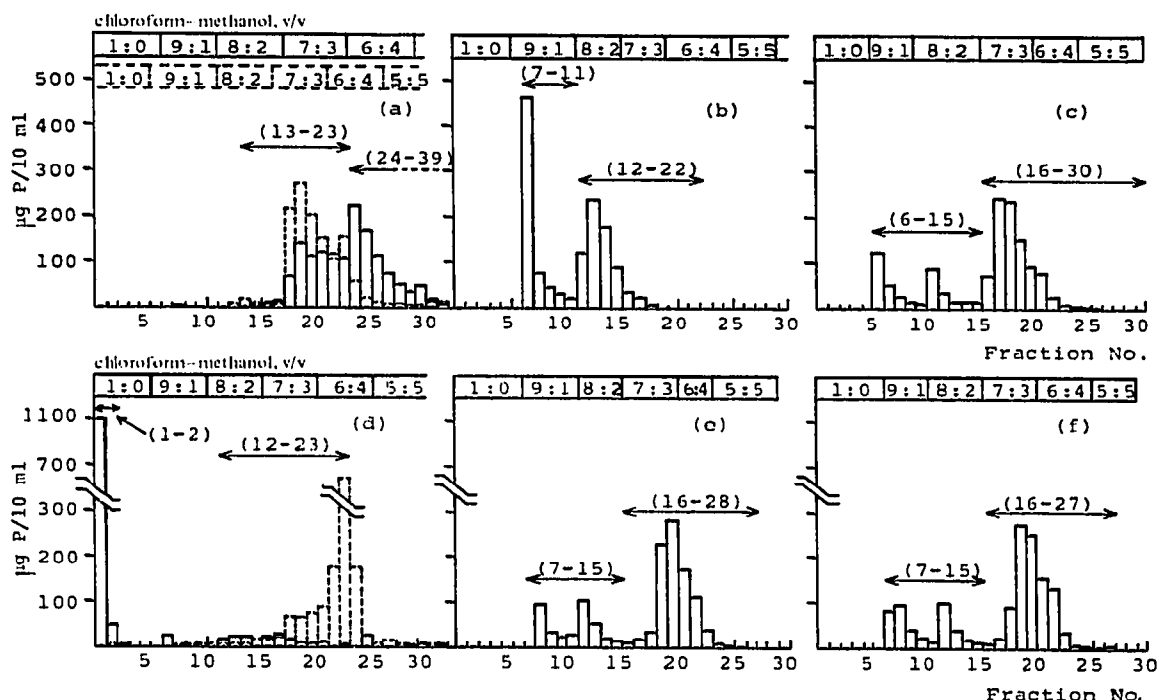 chloroform-methanol, v/v
1:0 9:1 8:2 7:3 6:4
1:0 9:1 8:2 7:3 6:4 5:5
1:0 9:1 8:2 7:3 6:4 5:5
1:0 9:1 8:2 7:3 6:4 5:5
500
400
300
200
100
µg P/10 ml
(a)
(13-23)
(24-39)
(7-11)
(b)
(12-22)
(c)
(16-30)
(6-15)
5 10 15 20 25 30
5 10 15 20 25 30
5 10 15 20 25 30
Fraction No.
chloroform-methanol, v/v
1:0 9:1 8:2 7:3 6:4 5:5
1:0 9:1 8:2 7:3 6:4 5:5
1:0 9:1 8:2 7:3 6:4 5:5
1100
700
300
200
100
µg P/10 ml
(1-2)
(d)
(12-23)
(e)
(16-28)
(7-15)
(f)
(16-27)
(7-15)
5 10 15 20 25 30
5 10 15 20 25 30
5 10 15 20 25 30
Fraction No.